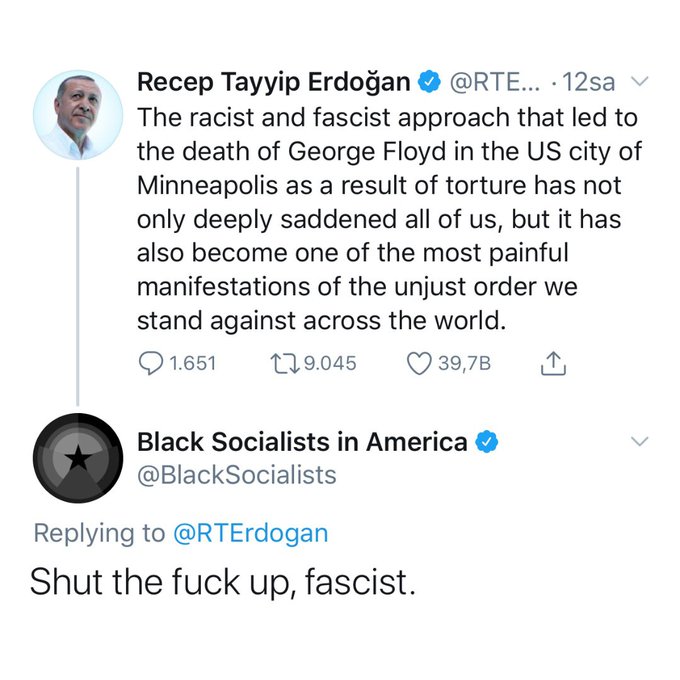 Recep Tayyip Erdoğan @RTE... · 12sa
The racist and fascist approach that led to
the death of George Floyd in the US city of
Minneapolis as a result of torture has not
only deeply saddened all of us, but it has
also become one of the most painful
manifestations of the unjust order we
stand against across the world.
1.651 9.045 39,7B
Black Socialists in America
@BlackSocialists
Replying to @RTErdogan
Shut the fuck up, fascist.